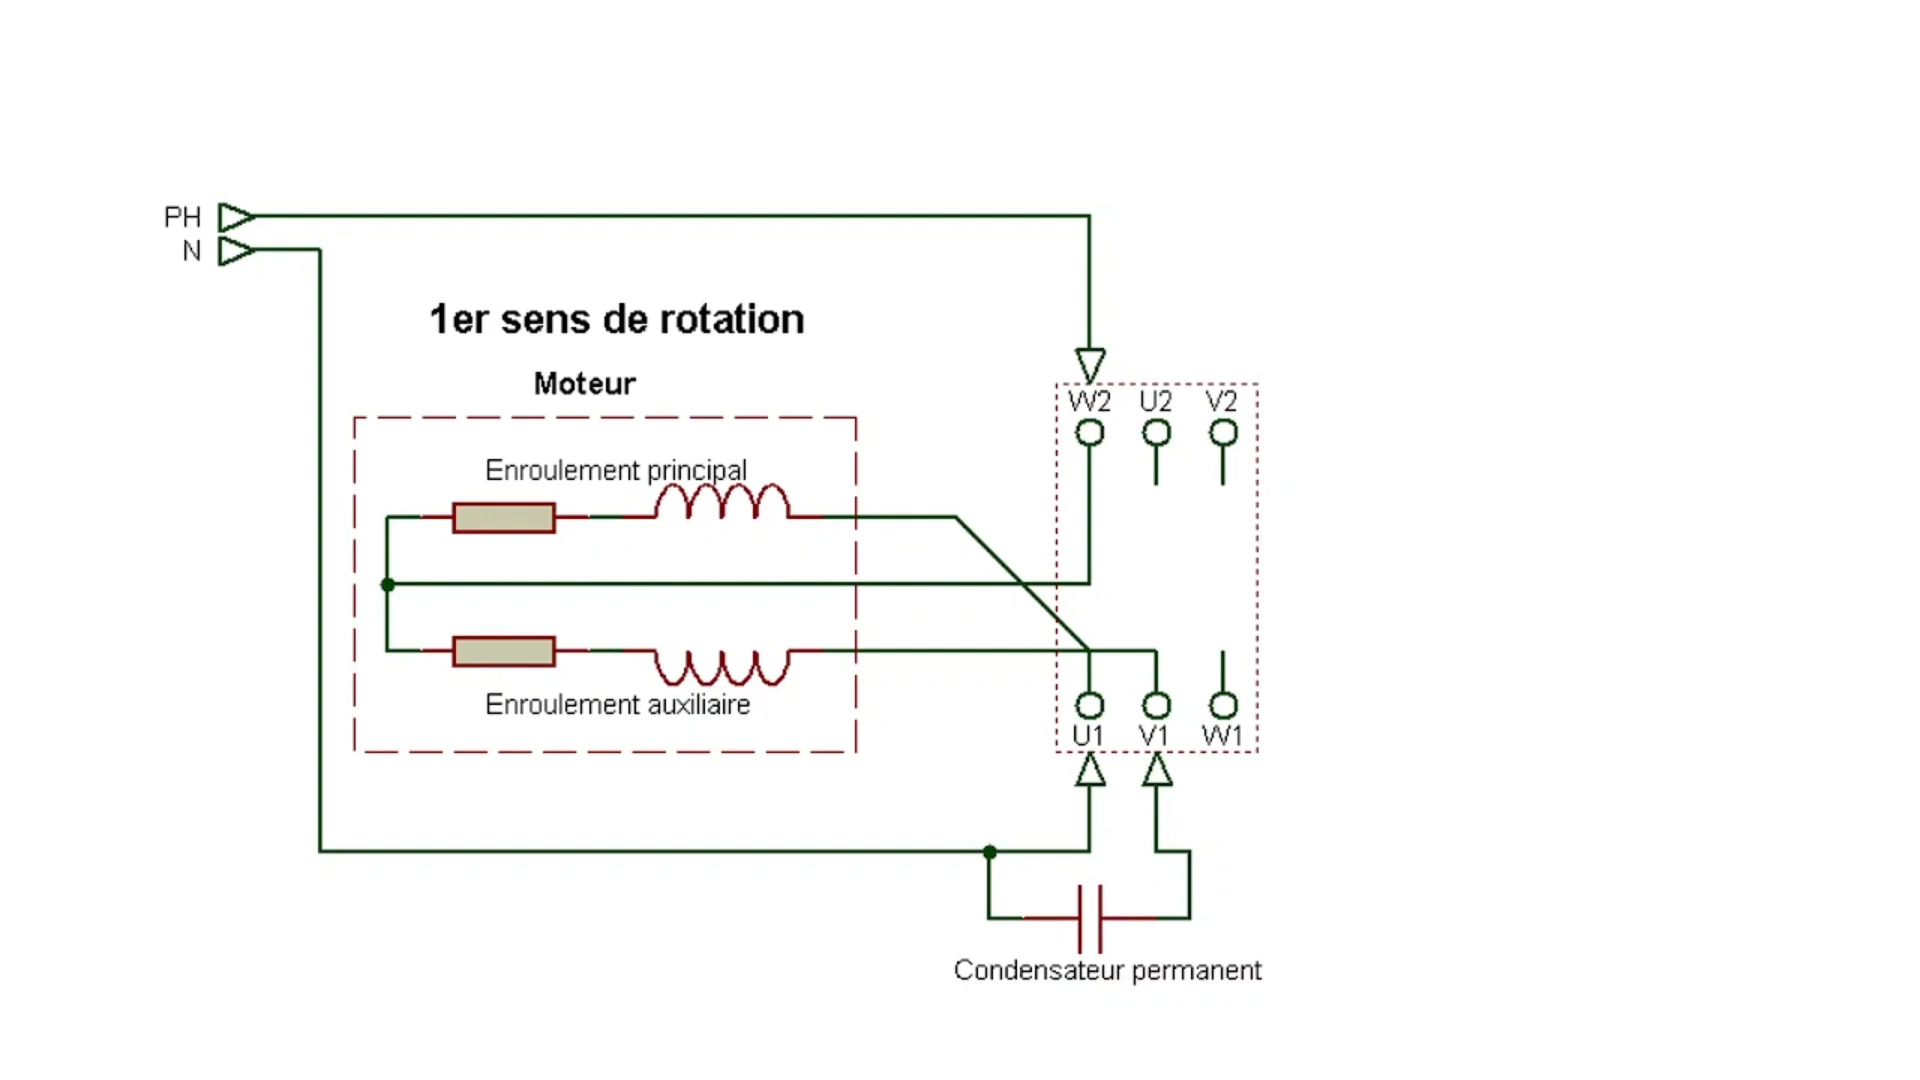 PH
N
1er sens de rotation
Moteur
W2 U2 V2
Enroulement principal
Enroulement auxiliaire
U1 V1 W1
Condensateur permanent